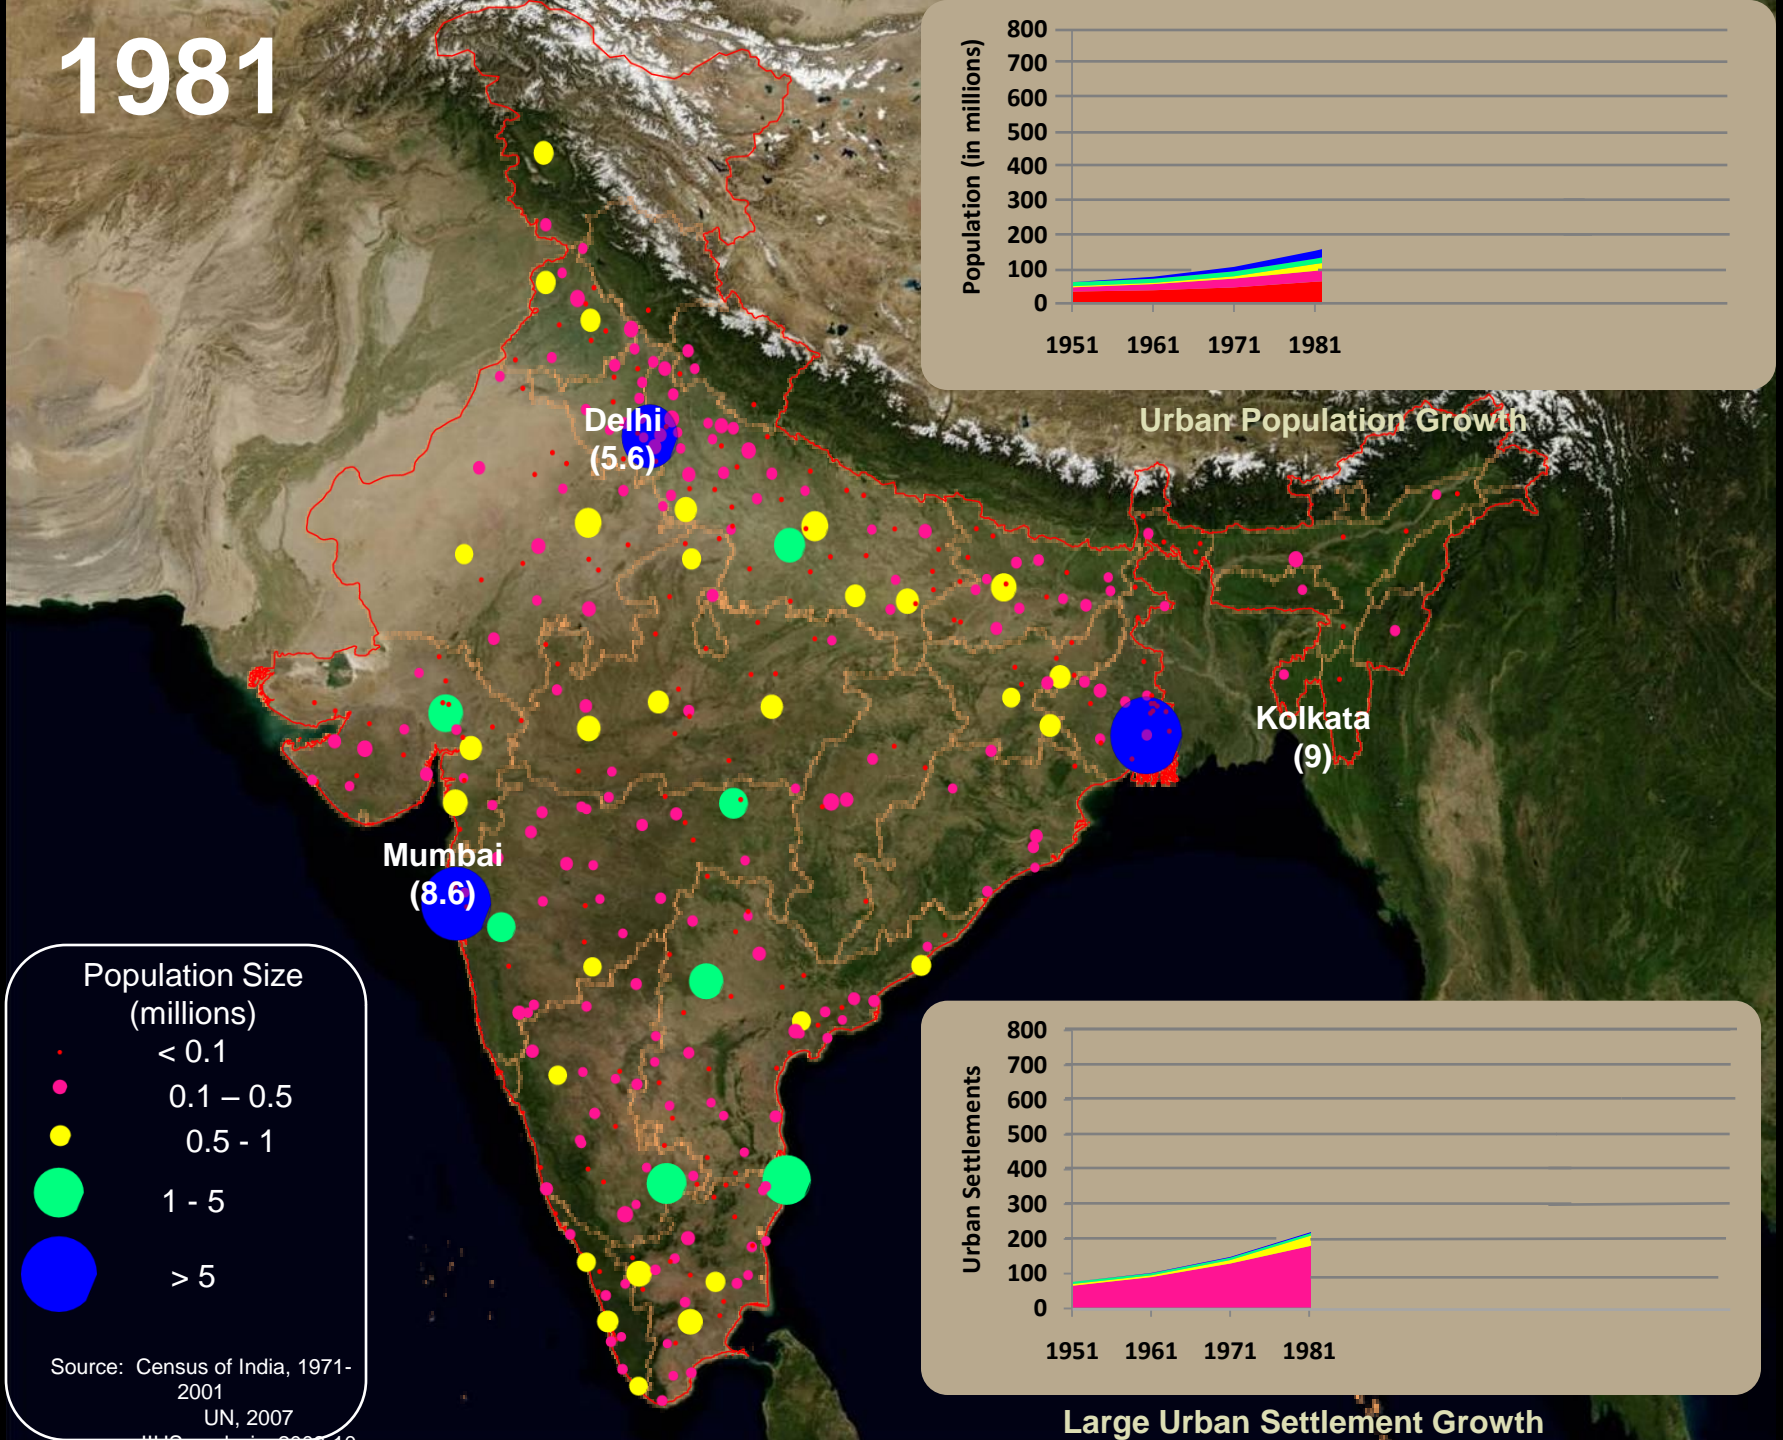 1981
800
700
600
500
400
300
200
100
0
Population (in millions)
1951 1961 1971 1981
Urban Population Growth
Delhi
(5.6)
Kolkata
(9)
Mumbai
(8.6)
Population Size
(millions)
< 0.1
0.1 – 0.5
0.5 - 1
1 - 5
> 5
Source: Census of India, 1971-
2001
UN, 2007
800
700
600
500
400
300
200
100
0
Urban Settlements
1951 1961 1971 1981
Large Urban Settlement Growth